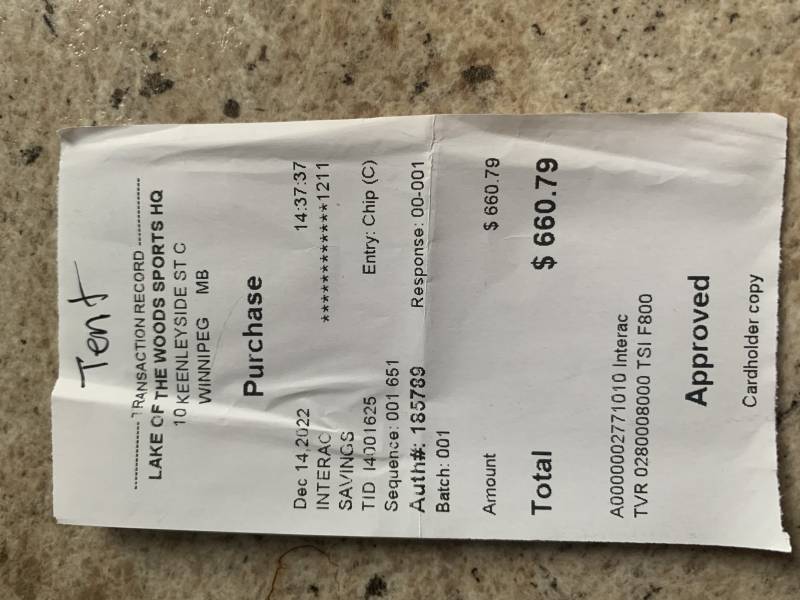 Tent
---------- TRANSACTION RECORD ----------
LAKE OF THE WOODS SPORTS HQ
10 KEENLEYSIDE ST C
WINNIPEG MB
Purchase
Dec 14,2022 14:37:37
INTERAC ************1211
SAVINGS
TID I4001625 Entry: Chip (C)
Sequence: 001 651
Auth#: 185789 Response: 00-001
Batch: 001
Amount $ 660.79
Total $ 660.79
A0000002771010 Interac
TVR 0280008000 TSI F800
Approved
Cardholder copy